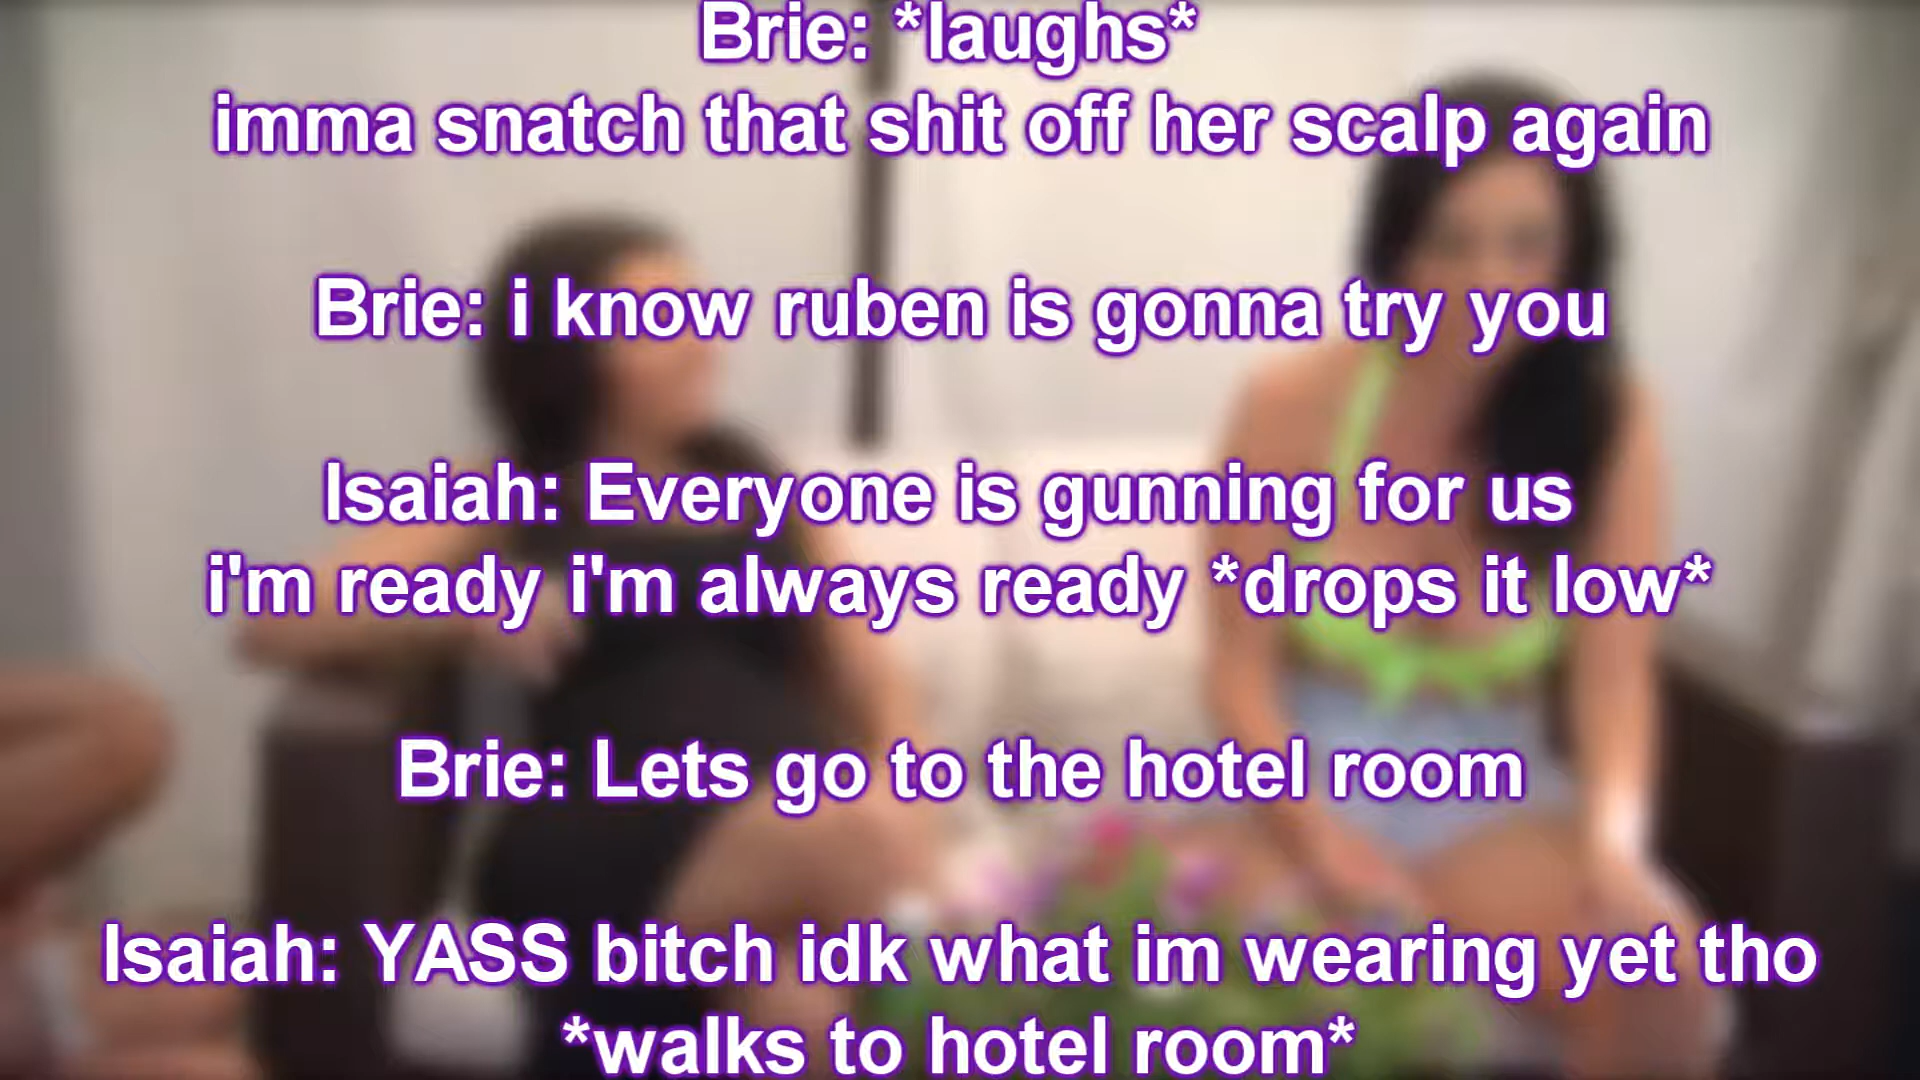 Brie: *laughs*
imma snatch that shit off her scalp again
Brie: i know ruben is gonna try you
Isaiah: Everyone is gunning for us
i'm ready i'm always ready *drops it low*
Brie: Lets go to the hotel room
Isaiah: YASS bitch idk what im wearing yet tho
*walks to hotel room*